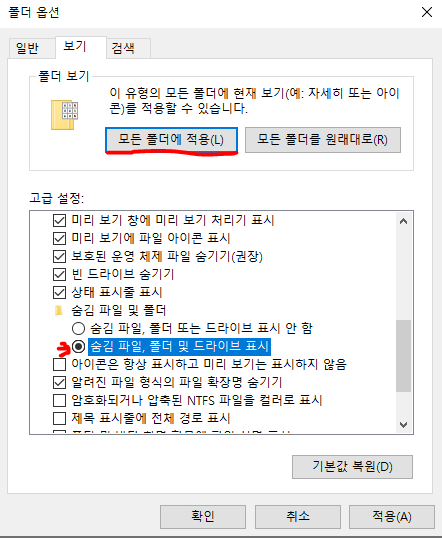 폴더 옵션
일반
보기
검색
폴더 보기
이 유형의 모든 폴더에 현재 보기(예: 자세히 또는 아이
콘)를 적용할 수 있습니다.
모든 폴더에 적용(L)
모든 폴더를 원래대로(R)
고급 설정:
미리 보기 창에 미리 보기 처리기 표시
미리 보기에 파일 아이콘 표시
보호된 운영 체제 파일 숨기기(권장)
빈 드라이브 숨기기
상태 표시줄 표시
숨김 파일 및 폴더
숨김 파일, 폴더 또는 드라이브 표시 안 함
숨김 파일, 폴더 및 드라이브 표시
아이콘은 항상 표시하고 미리 보기는 표시하지 않음
알려진 파일 형식의 파일 확장명 숨기기
암호화되거나 압축된 NTFS 파일을 컬러로 표시
제목 표시줄에 전체 경로 표시
기본값 복원(D)
확인
취소
적용(A)